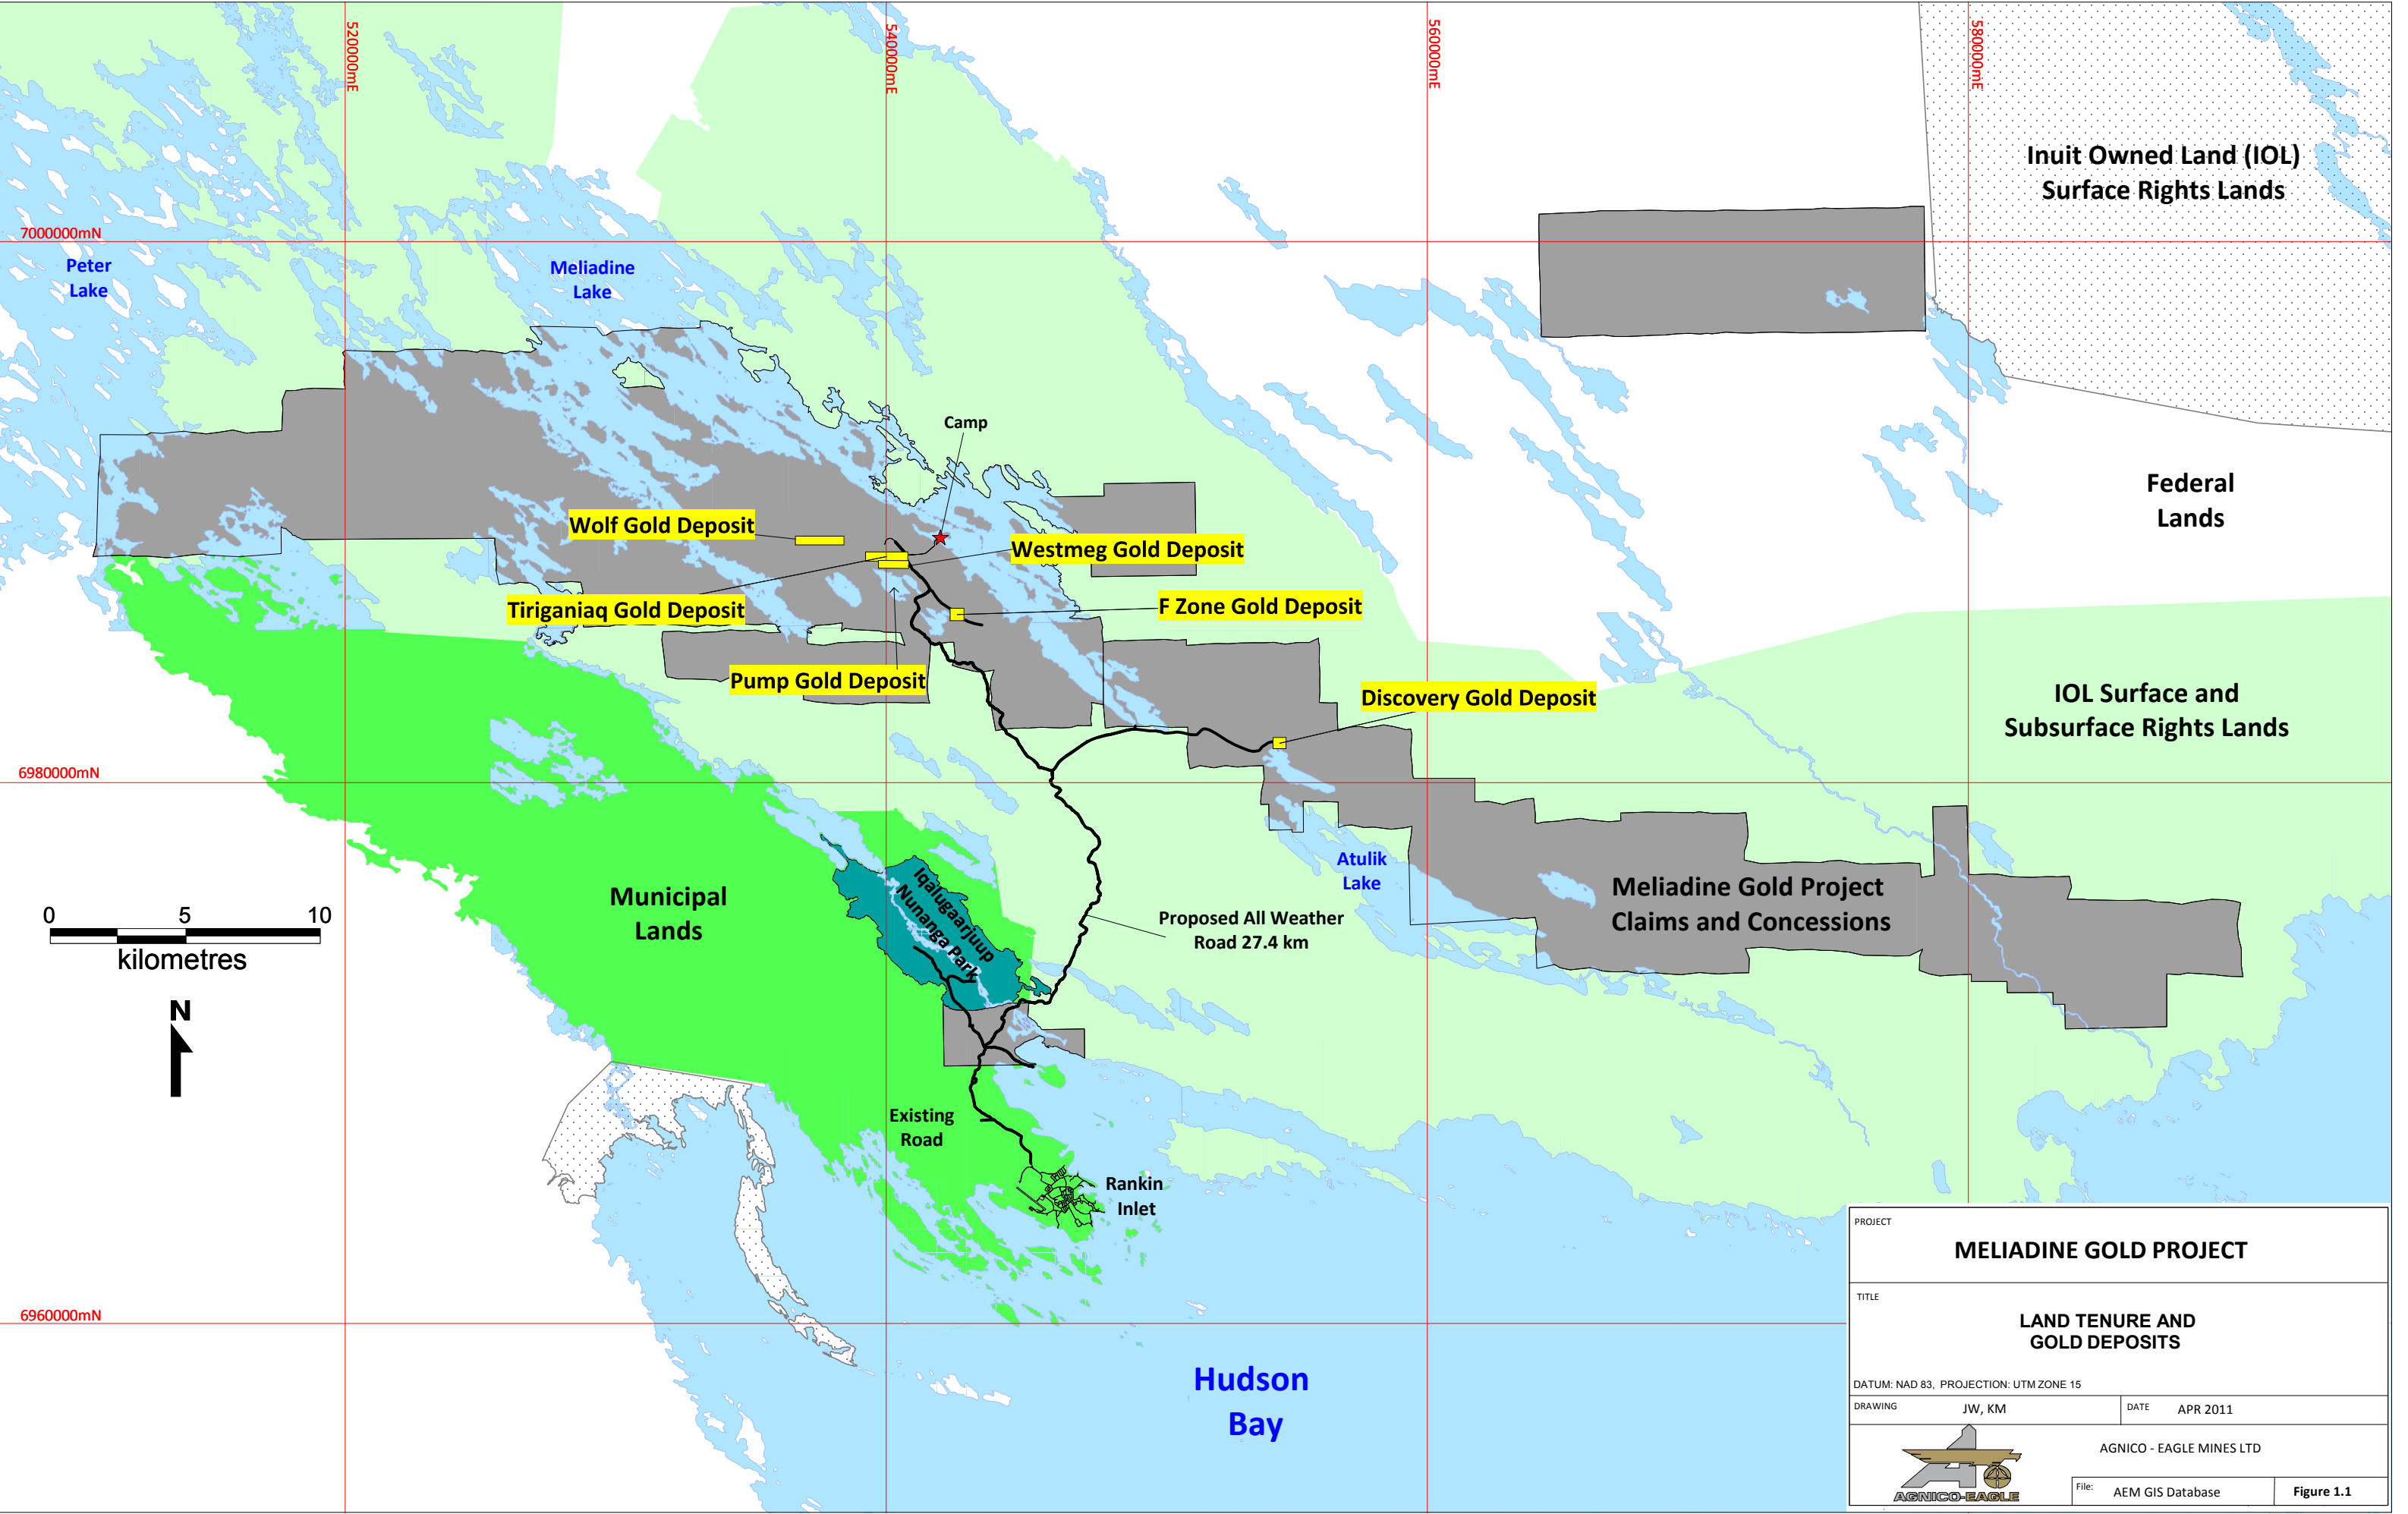 520000mE
540000mE
560000mE
580000mE
Inuit Owned Land (IOL)
Surface Rights Lands
7000000mN
Peter
Lake
Meliadine
Lake
Camp
Federal
Lands
Wolf Gold Deposit
Westmeg Gold Deposit
Tiriganiaq Gold Deposit
F Zone Gold Deposit
Pump Gold Deposit
Discovery Gold Deposit
IOL Surface and
Subsurface Rights Lands
6980000mN
Atulik
Lake
Meliadine Gold Project
Claims and Concessions
Municipal
Lands
Iqalugaarjuup
Nunanga Park
Proposed All Weather
Road 27.4 km
0 5 10
kilometres
N
Existing
Road
Rankin
Inlet
6960000mN
Hudson
Bay
PROJECT
MELIADINE GOLD PROJECT
TITLE
LAND TENURE AND
GOLD DEPOSITS
DATUM: NAD 83, PROJECTION: UTM ZONE 15
DRAWING JW, KM DATE APR 2011
AGNICO - EAGLE MINES LTD
AGNICO-EAGLE
File: AEM GIS Database Figure 1.1